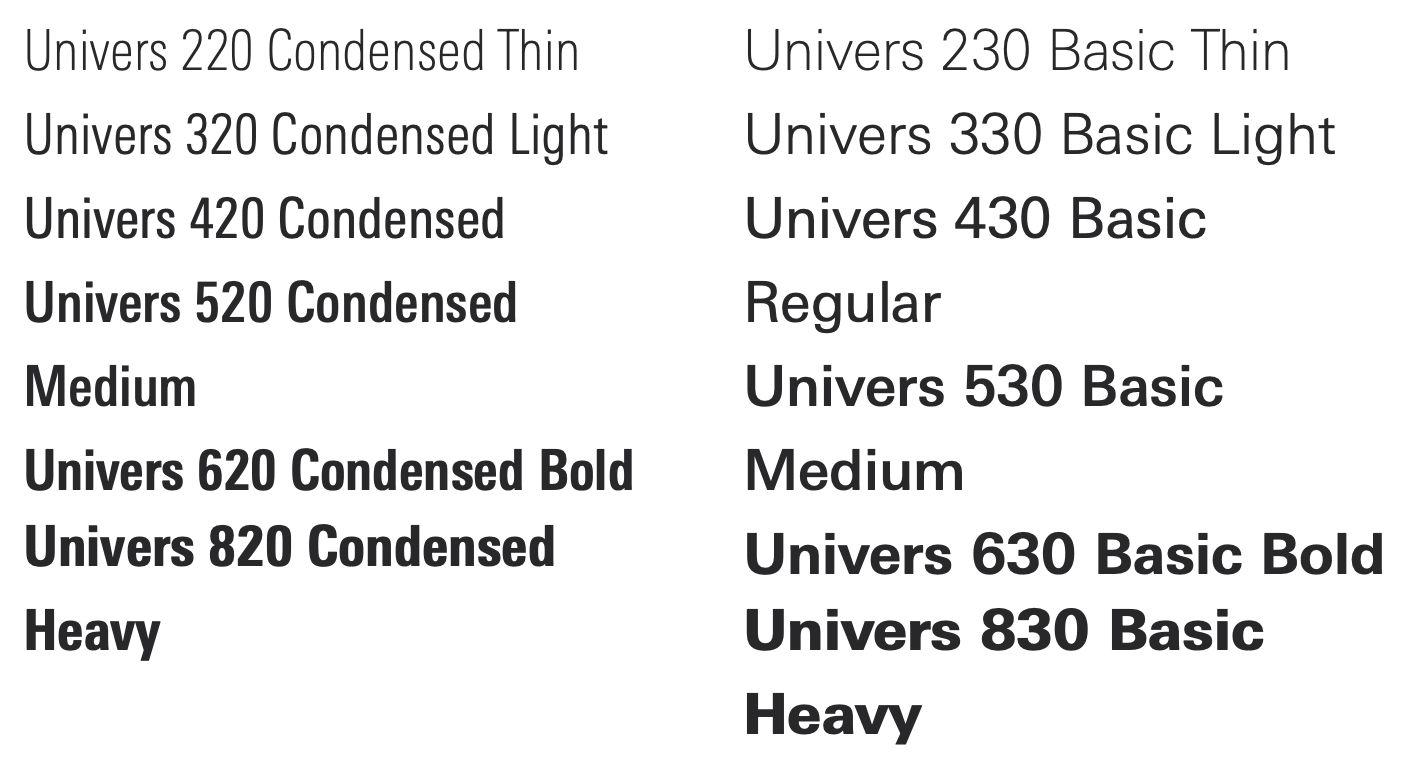 Univers 220 Condensed Thin
Univers 320 Condensed Light
Univers 420 Condensed
Univers 520 Condensed
Medium
Univers 620 Condensed Bold
Univers 820 Condensed
Heavy
Univers 230 Basic Thin
Univers 330 Basic Light
Univers 430 Basic
Regular
Univers 530 Basic
Medium
Univers 630 Basic Bold
Univers 830 Basic
Heavy